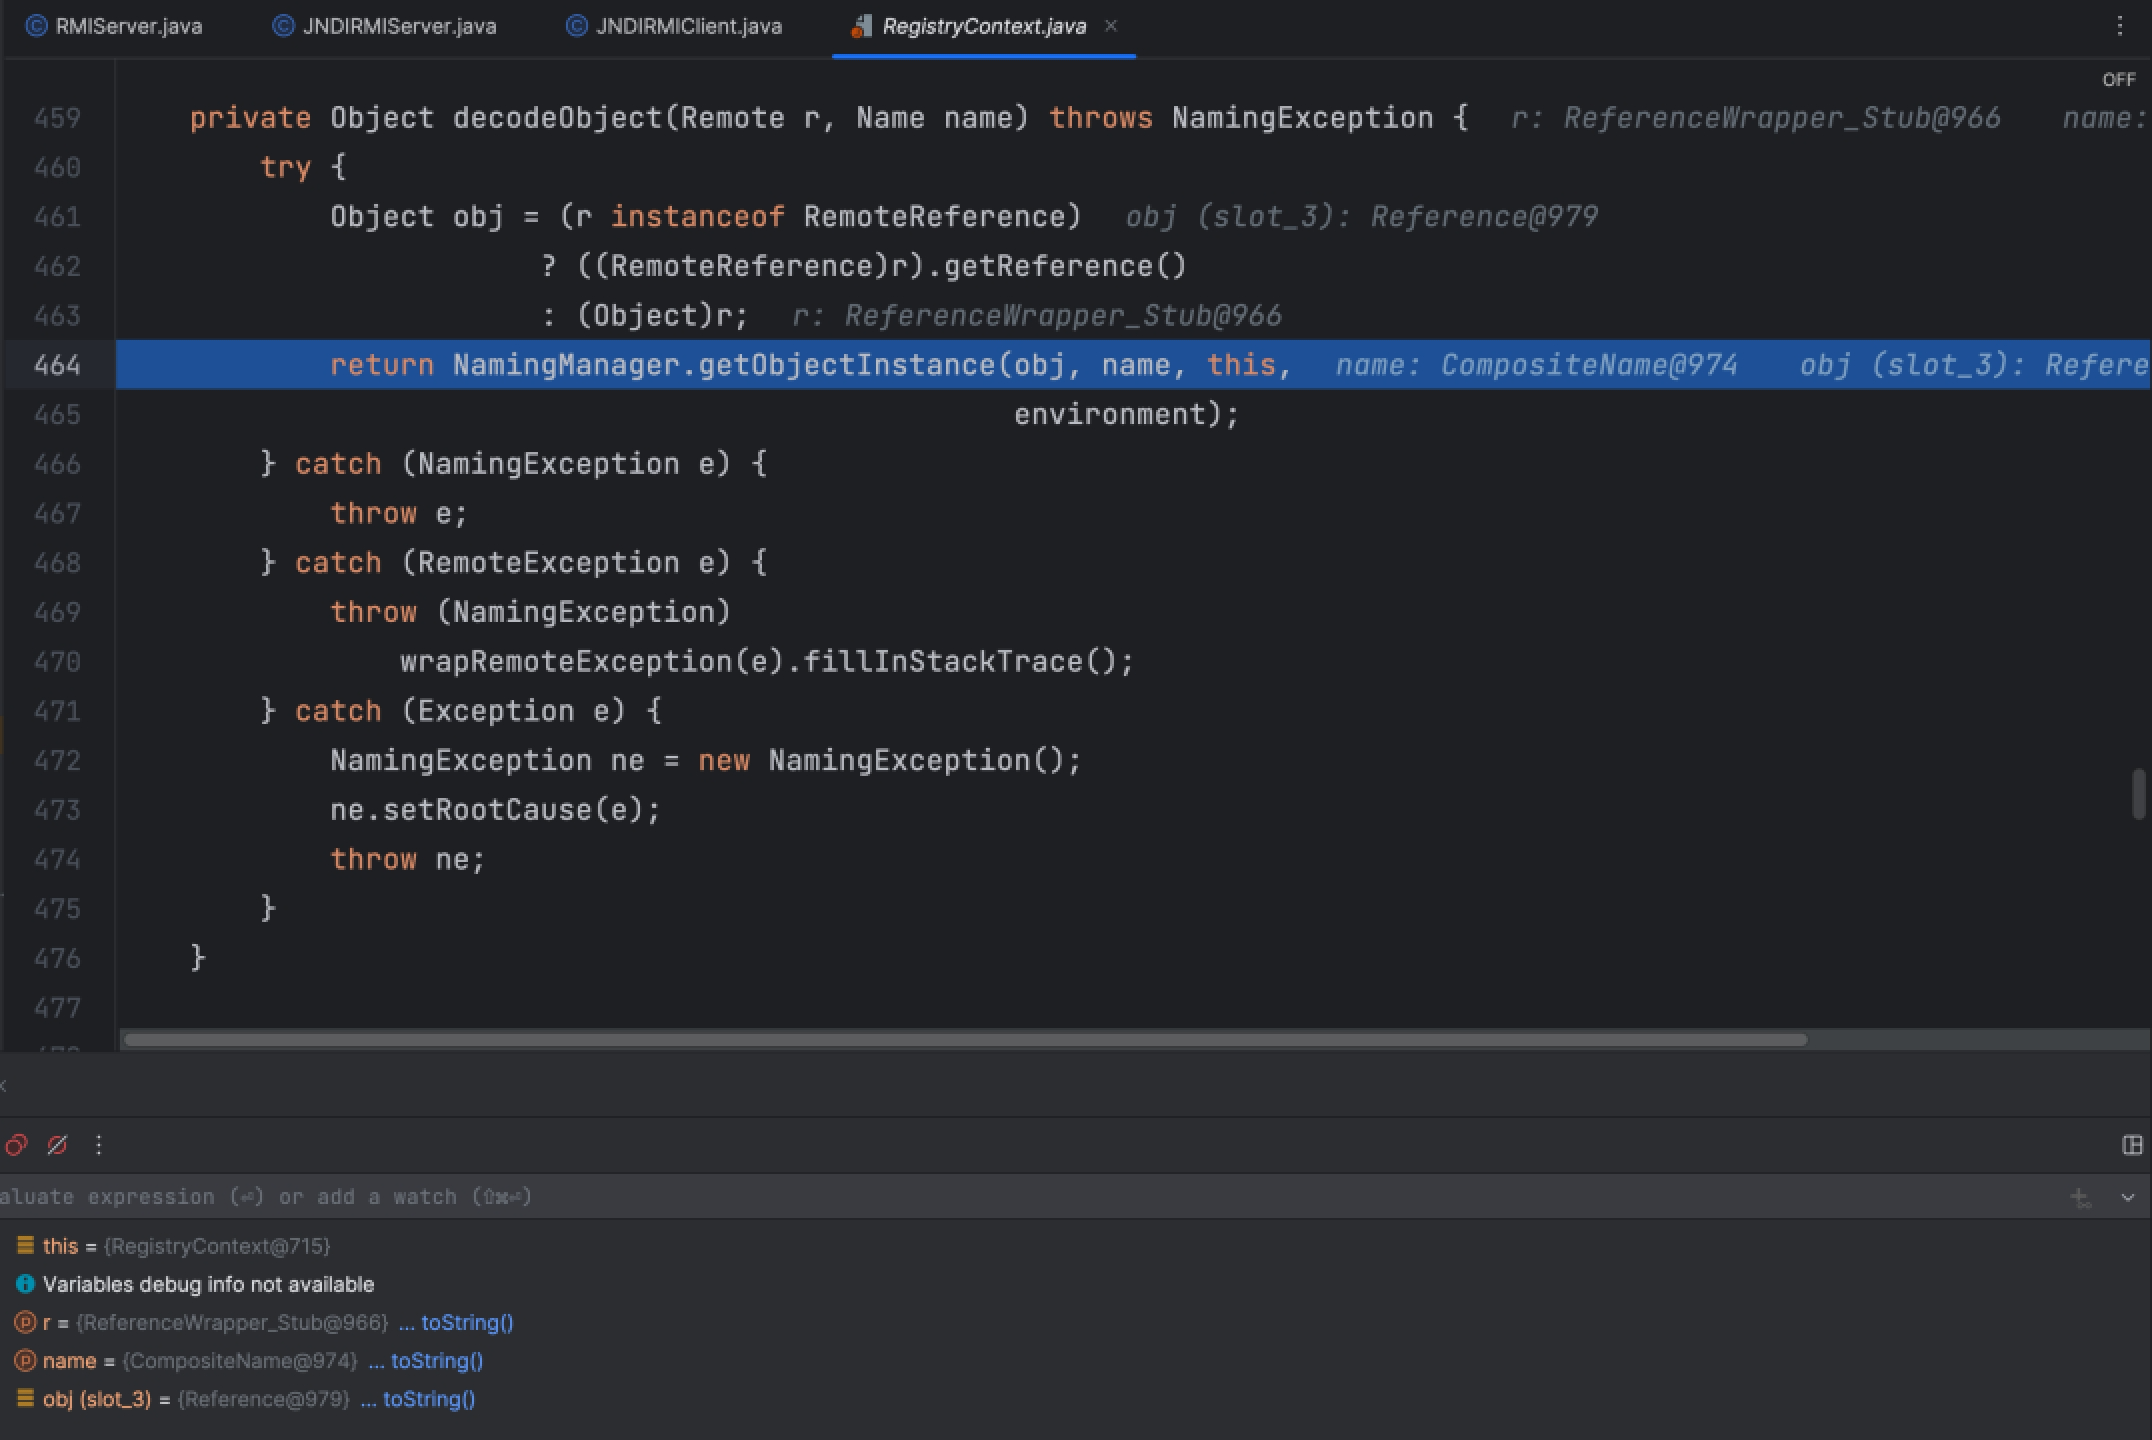 RMIServer.java JNDIRMIServer.java JNDIRMIClient.java RegistryContext.java
OFF
459 private Object decodeObject(Remote r, Name name) throws NamingException { r: ReferenceWrapper_Stub@966 name:
460 try {
461 Object obj = (r instanceof RemoteReference) obj (slot_3): Reference@979
462 ? ((RemoteReference)r).getReference()
463 : (Object)r; r: ReferenceWrapper_Stub@966
464 return NamingManager.getObjectInstance(obj, name, this, name: CompositeName@974 obj (slot_3): Refere
465 environment);
466 } catch (NamingException e) {
467 throw e;
468 } catch (RemoteException e) {
469 throw (NamingException)
470 wrapRemoteException(e).fillInStackTrace();
471 } catch (Exception e) {
472 NamingException ne = new NamingException();
473 ne.setRootCause(e);
474 throw ne;
475 }
476 }
477
aluate expression (⏎) or add a watch (⇧⌘⏎)
this = {RegistryContext@715}
Variables debug info not available
r = {ReferenceWrapper_Stub@966} ... toString()
name = {CompositeName@974} ... toString()
obj (slot_3) = {Reference@979} ... toString()